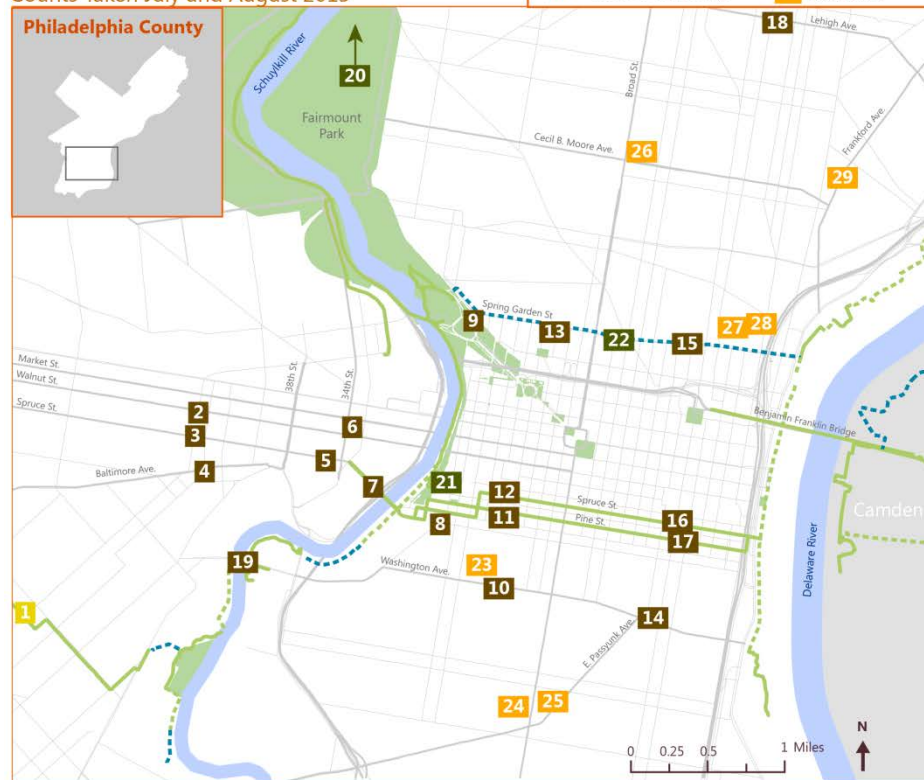 Counts Taken July and August 2015
Philadelphia County
Schuylkill River
20
Fairmount
Park
Broad St.
18
Lehigh Ave.
Frankford Ave.
Cecil B. Moore Ave.
26
29
9
Spring Garden St
13
22
15
27
28
Market St.
Walnut St.
Spruce St.
38th St.
34th St.
2
3
6
Benjamin Franklin Bridge
Baltimore Ave.
4
5
7
21
12
Spruce St.
16
Camden
8
11
Pine St.
17
19
Washington Ave.
23
10
Delaware River
1
14
E. Passyunk Ave.
24
25
N
0 0.25 0.5 1 Miles